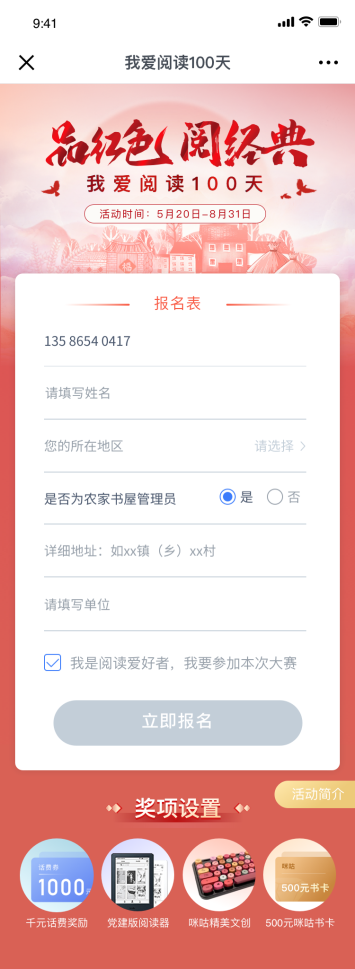 9:41
我爱阅读100天
品红色 阅经典
我爱阅读100天
活动时间：5月20日-8月31日
报名表
135 8654 0417
请填写姓名
您的所在地区 请选择
是否为农家书屋管理员 是 否
详细地址：如xx镇（乡）xx村
请填写单位
我是阅读爱好者，我要参加本次大赛
立即报名
活动简介
奖项设置
话费券
1000元
咪咕
500元书卡
千元话费奖励 党建版阅读器 咪咕精美文创 500元咪咕书卡